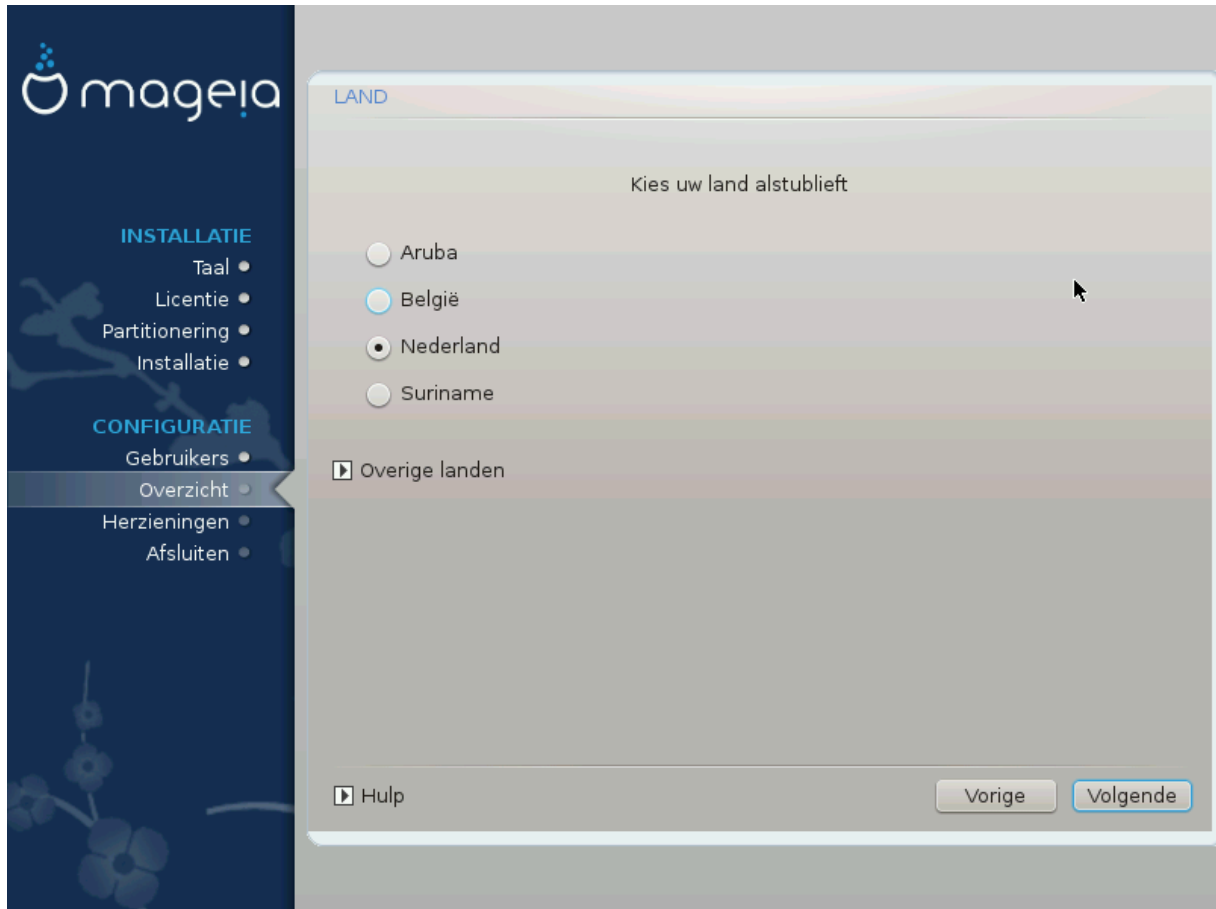 mageia
INSTALLATIE
Taal
Licentie
Partitionering
Installatie
CONFIGURATIE
Gebruikers
Overzicht
Herzieningen
Afsluiten
LAND
Kies uw land alstublieft
Aruba
België
Nederland
Suriname
Overige landen
Hulp
Vorige
Volgende